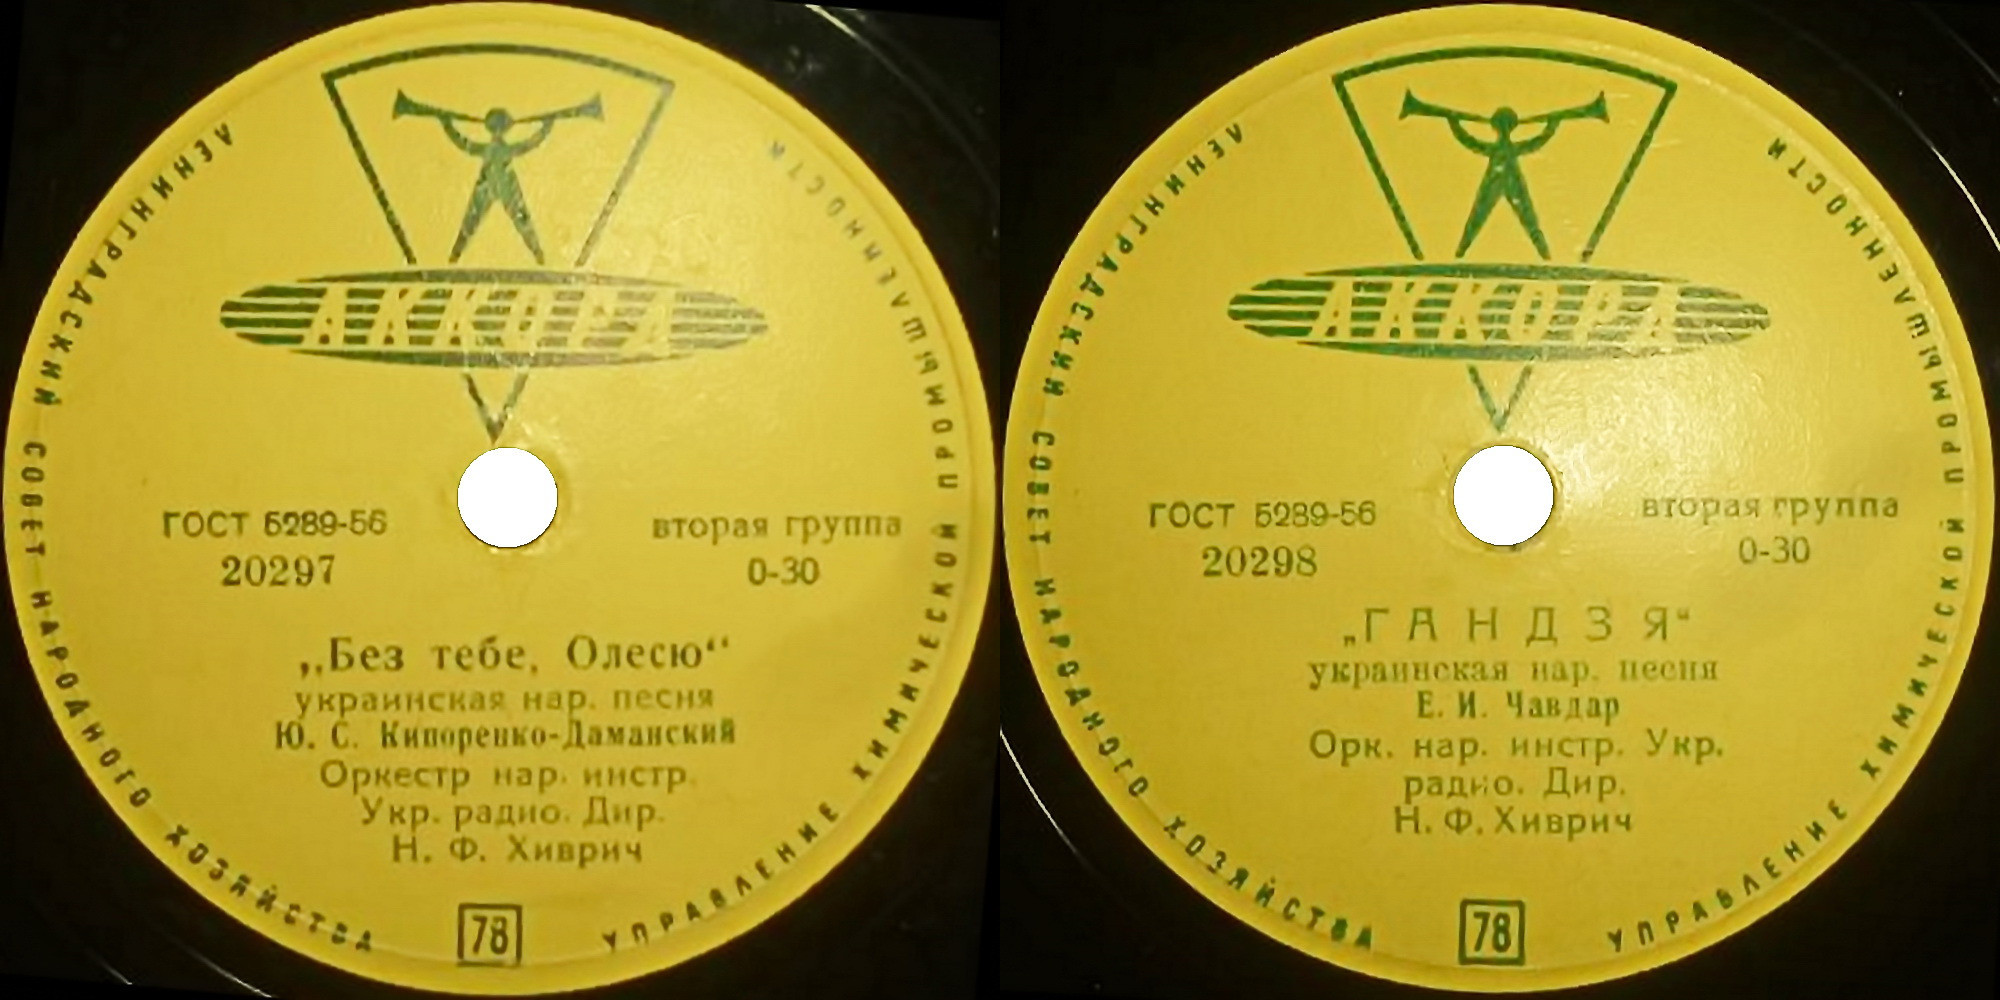 АККОРД
ЛЕНИНГРАДСКИЙ СОВЕТ НАРОДНОГО ХОЗЯЙСТВА
УПРАВЛЕНИЕ ХИМИЧЕСКОЙ ПРОМЫШЛЕННОСТИ
ГОСТ 5289-56
20297
вторая группа
0-30
„Без тебе, Олесю“
украинская нар. песня
Ю. С. Кипоренко-Даманский
Оркестр нар. инстр.
Укр. радио. Дир.
Н. Ф. Хиврич
78
АККОРД
ЛЕНИНГРАДСКИЙ СОВЕТ НАРОДНОГО ХОЗЯЙСТВА
УПРАВЛЕНИЕ ХИМИЧЕСКОЙ ПРОМЫШЛЕННОСТИ
ГОСТ 5289-56
20298
вторая группа
0-30
„ГАНДЗЯ“
украинская нар. песня
Е. И. Чавдар
Орк. нар. инстр. Укр.
радио. Дир.
Н. Ф. Хиврич
78